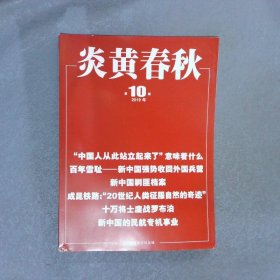 炎黄春秋
第10期
2019年
“中国人从此站立起来了”意味着什么
百年雪耻——新中国强势收回外国兵营
新中国剿匪档案
成昆铁路：“20世纪人类征服自然的奇迹”
十万将士鏖战罗布泊
新中国的民航专机事业